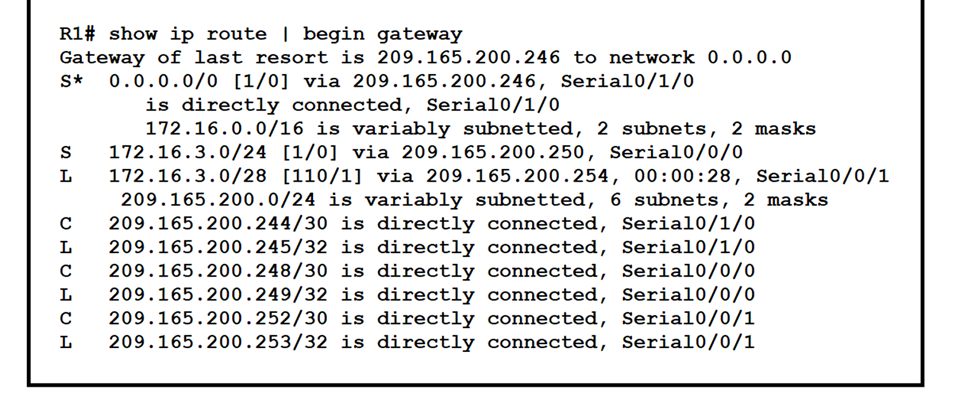 R1# show ip route | begin gateway
Gateway of last resort is 209.165.200.246 to network 0.0.0.0
S* 0.0.0.0/0 [1/0] via 209.165.200.246, Serial0/1/0
is directly connected, Serial0/1/0
172.16.0.0/16 is variably subnetted, 2 subnets, 2 masks
S 172.16.3.0/24 [1/0] via 209.165.200.250, Serial0/0/0
L 172.16.3.0/28 [110/1] via 209.165.200.254, 00:00:28, Serial0/0/1
209.165.200.0/24 is variably subnetted, 6 subnets, 2 masks
C 209.165.200.244/30 is directly connected, Serial0/1/0
L 209.165.200.245/32 is directly connected, Serial0/1/0
C 209.165.200.248/30 is directly connected, Serial0/0/0
L 209.165.200.249/32 is directly connected, Serial0/0/0
C 209.165.200.252/30 is directly connected, Serial0/0/1
L 209.165.200.253/32 is directly connected, Serial0/0/1